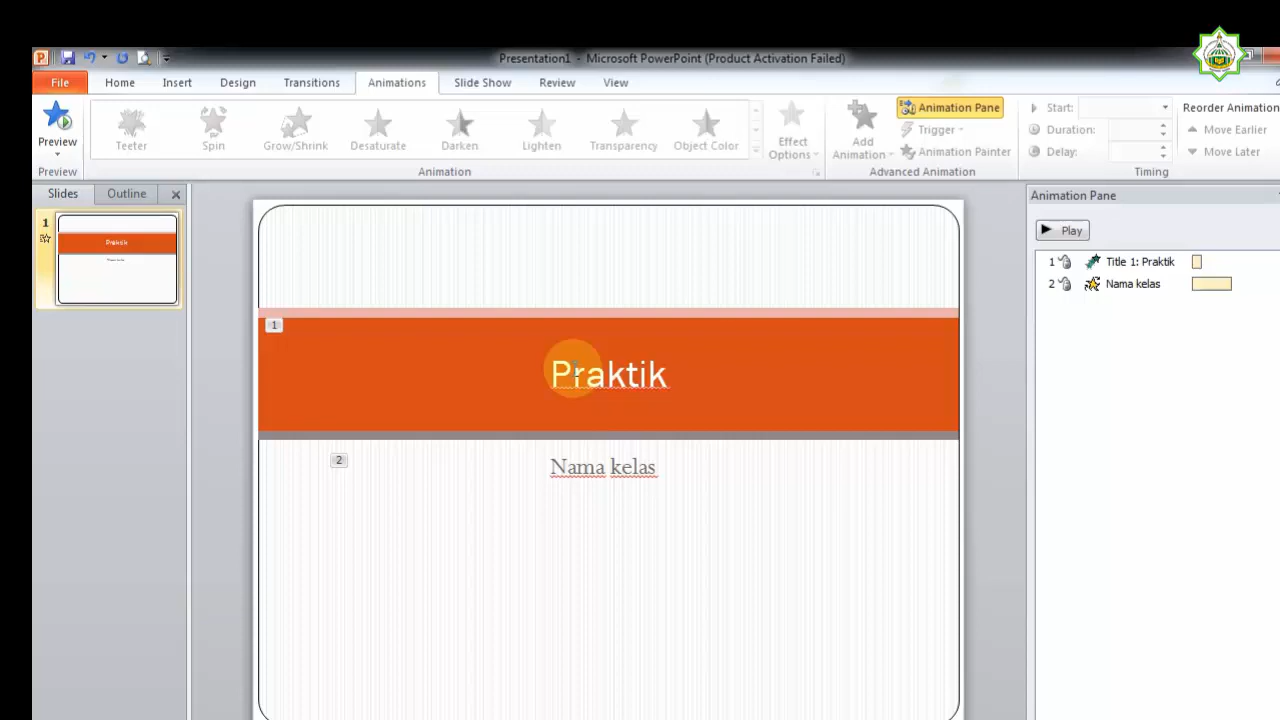 Presentation1 - Microsoft PowerPoint (Product Activation Failed)
File Home Insert Design Transitions Animations Slide Show Review View
Preview
Preview
Teeter Spin Grow/Shrink Desaturate Darken Lighten Transparency Object Color
Animation
Effect Options
Add Animation
Animation Pane
Trigger
Animation Painter
Advanced Animation
Start:
Duration:
Delay:
Reorder Animation
Move Earlier
Move Later
Timing
Slides Outline
1
Praktik
Nama kelas
1
Praktik
2
Nama kelas
Animation Pane
Play
1 Title 1: Praktik
2 Nama kelas